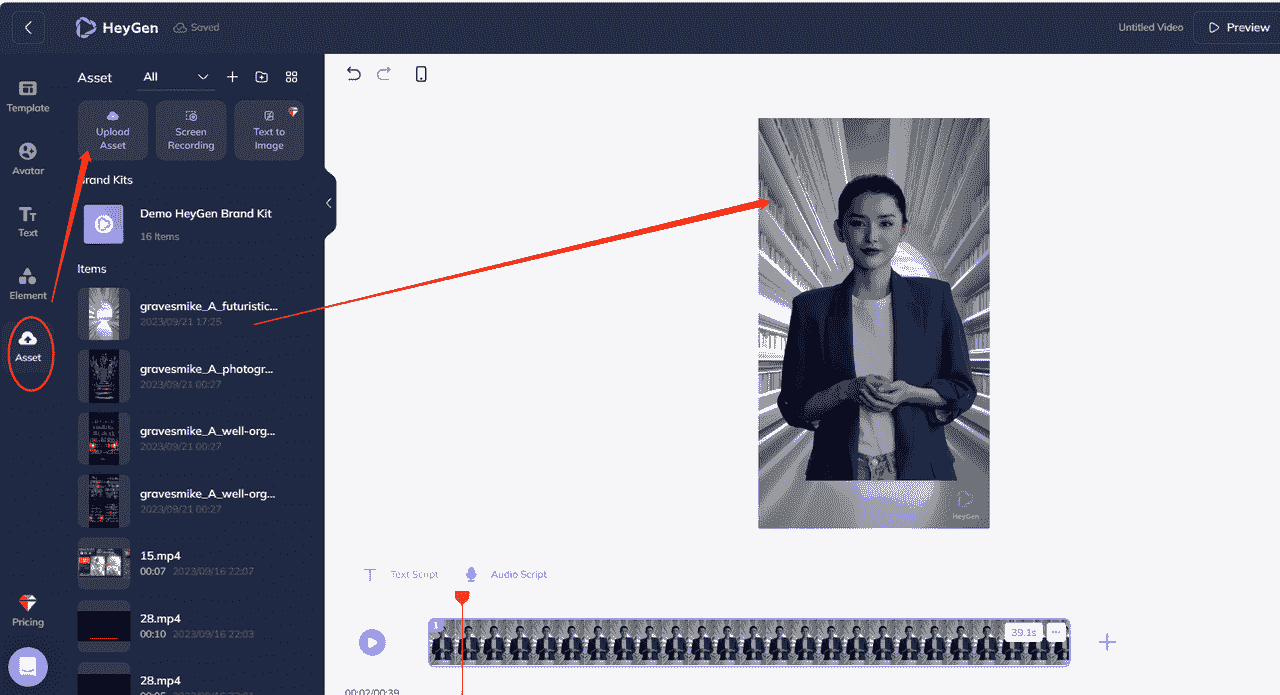 HeyGen
Saved
Untitled Video
Preview
Template
Avatar
Text
Element
Asset
Pricing
Asset
All
Upload
Asset
Screen
Recording
Text to
Image
rand Kits
Demo HeyGen Brand Kit
16 Items
Items
gravesmike_A_futuristic...
2023/09/21 17:25
gravesmike_A_photogr...
2023/09/21 00:27
gravesmike_A_well-org...
2023/09/21 00:27
gravesmike_A_well-org...
2023/09/21 00:27
15.mp4
00:07 2023/09/16 22:07
28.mp4
00:10 2023/09/16 22:03
28.mp4
HeyGen
Text Script
Audio Script
1
39.1s
00:02/00:39